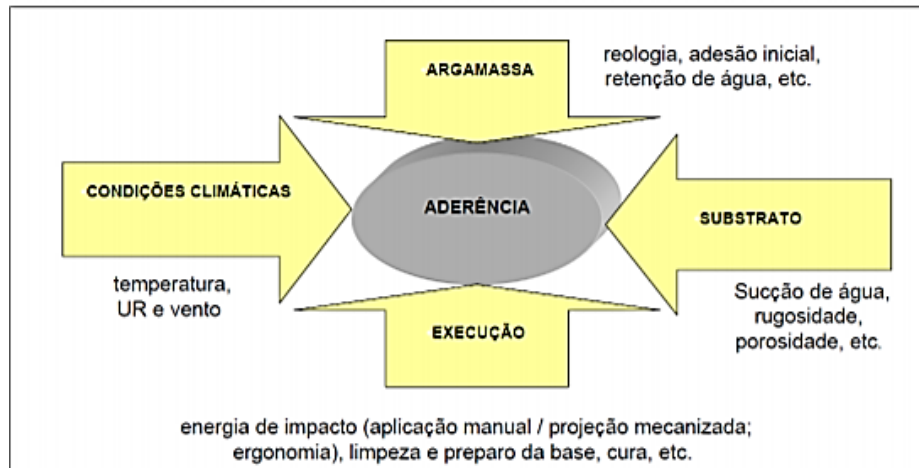 ARGAMASSA
reologia, adesão inicial,
retenção de água, etc.
CONDIÇÕES CLIMÁTICAS
temperatura,
UR e vento
ADERÊNCIA
SUBSTRATO
Sucção de água,
rugosidade,
porosidade, etc.
EXECUÇÃO
energia de impacto (aplicação manual / projeção mecanizada;
ergonomia), limpeza e preparo da base, cura, etc.